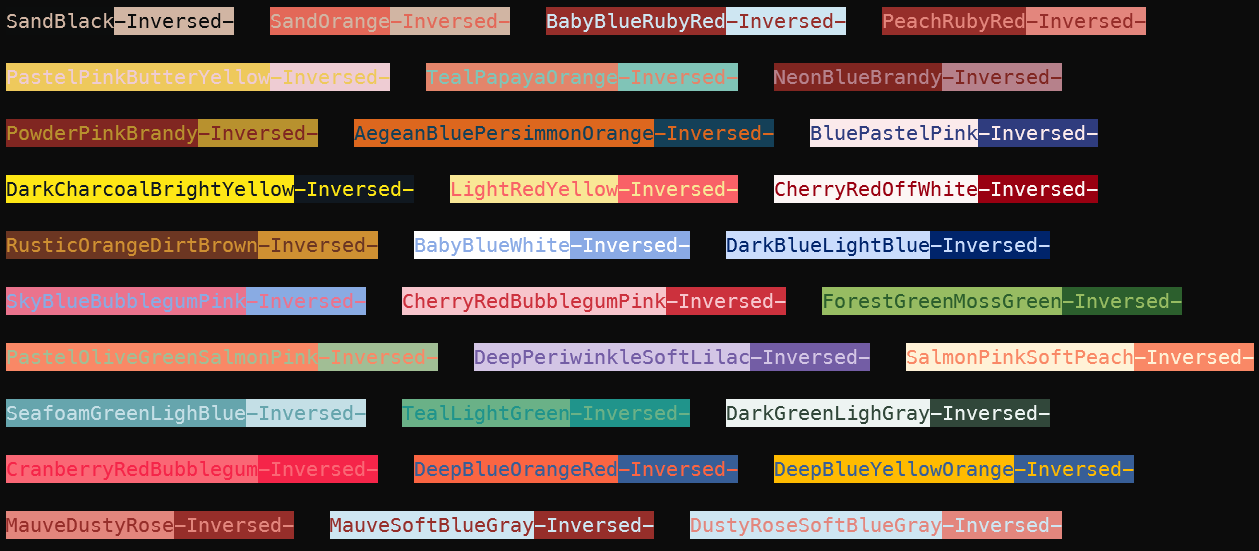 SandBlack—Inversed— SandOrange—Inversed— BabyBlueRubyRed—Inversed— PeachRubyRed—Inversed—
PastelPinkButterYellow—Inversed— TealPapayaOrange—Inversed— NeonBlueBrandy—Inversed—
PowderPinkBrandy—Inversed— AegeanBluePersimmonOrange—Inversed— BluePastelPink—Inversed—
DarkCharcoalBrightYellow—Inversed— LightRedYellow—Inversed— CherryRedOffWhite—Inversed—
RusticOrangeDirtBrown—Inversed— BabyBlueWhite—Inversed— DarkBlueLightBlue—Inversed—
SkyBlueBubblegumPink—Inversed— CherryRedBubblegumPink—Inversed— ForestGreenMossGreen—Inversed—
PastelOliveGreenSalmonPink—Inversed— DeepPeriwinkleSoftLilac—Inversed— SalmonPinkSoftPeach—Inversed—
SeafoamGreenLighBlue—Inversed— TealLightGreen—Inversed— DarkGreenLighGray—Inversed—
CranberryRedBubblegum—Inversed— DeepBlueOrangeRed—Inversed— DeepBlueYellowOrange—Inversed—
MauveDustyRose—Inversed— MauveSoftBlueGray—Inversed— DustyRoseSoftBlueGray—Inversed—